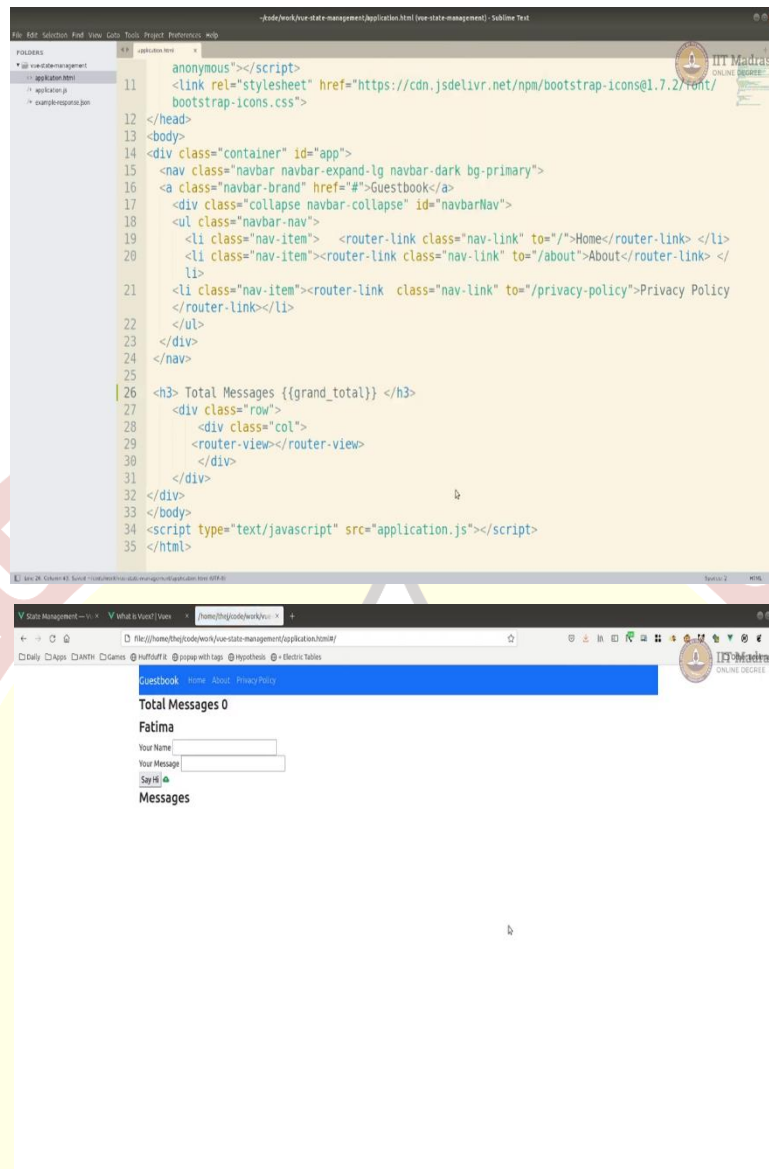 ~/code/work/vue-state-management/application.html (vue-state-management) - Sublime Text
File Edit Selection Find View Goto Tools Project Preferences Help
FOLDERS
vue-state-management
application.html
application.js
example-response.json
application.html
IIT Madras
ONLINE DEGREE
anonymous"></script>
11 <link rel="stylesheet" href="https://cdn.jsdelivr.net/npm/bootstrap-icons@1.7.2/font/
bootstrap-icons.css">
12 </head>
13 <body>
14 <div class="container" id="app">
15 <nav class="navbar navbar-expand-lg navbar-dark bg-primary">
16 <a class="navbar-brand" href="#">Guestbook</a>
17 <div class="collapse navbar-collapse" id="navbarNav">
18 <ul class="navbar-nav">
19 <li class="nav-item"> <router-link class="nav-link" to="/">Home</router-link> </li>
20 <li class="nav-item"><router-link class="nav-link" to="/about">About</router-link> </
li>
21 <li class="nav-item"><router-link class="nav-link" to="/privacy-policy">Privacy Policy
</router-link></li>
22 </ul>
23 </div>
24 </nav>
25
26 <h3> Total Messages {{grand_total}} </h3>
27 <div class="row">
28 <div class="col">
29 <router-view></router-view>
30 </div>
31 </div>
32 </div>
33 </body>
34 <script type="text/javascript" src="application.js"></script>
35 </html>
Spaces: 2 HTML
State Management — Vu × What is Vuex? | Vuex × /home/thej/code/work/vue- × +
file:///home/thej/code/work/vue-state-management/application.html#/
Daily Apps ANTH Games Huffduff it popup with tags Hypothesis + Electric Tables
ONLINE DEGREE
Guestbook Home About Privacy Policy
Total Messages 0
Fatima
Your Name
Your Message
Say Hi
Messages